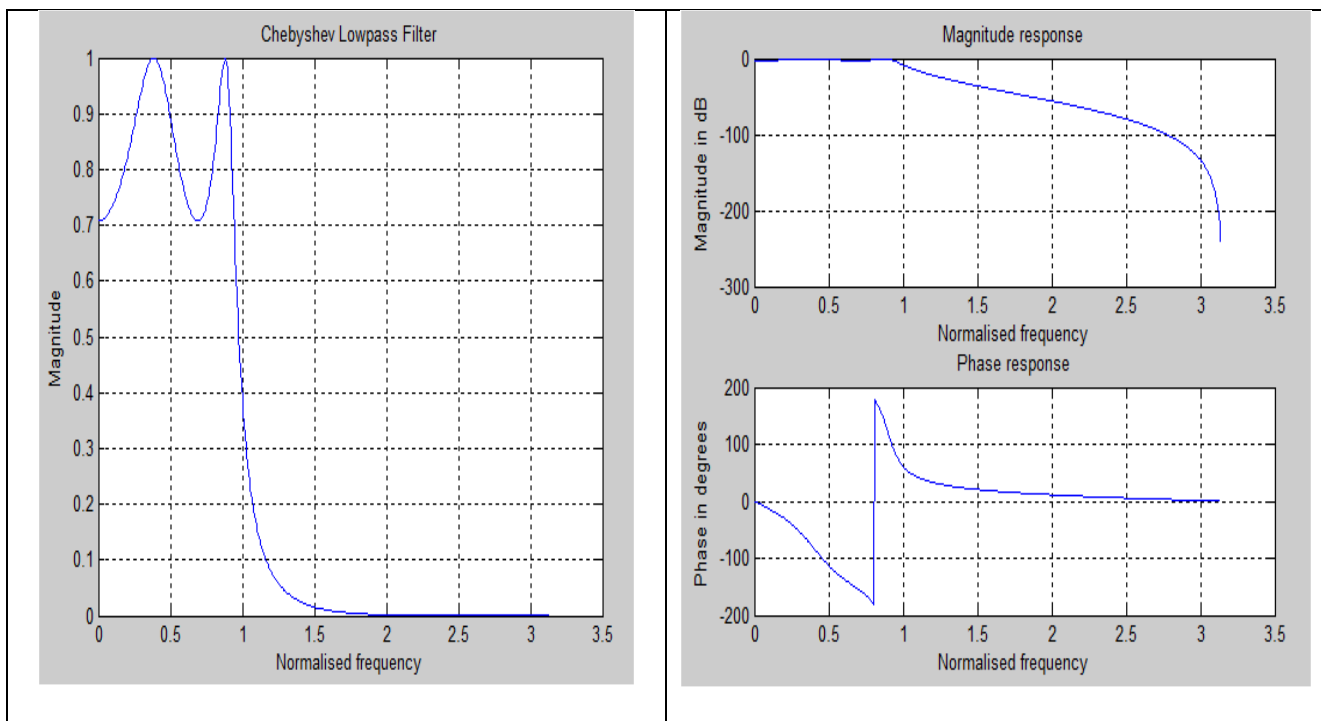 Chebyshev Lowpass Filter
Magnitude
1
0.9
0.8
0.7
0.6
0.5
0.4
0.3
0.2
0.1
0
0 0.5 1 1.5 2 2.5 3 3.5
Normalised frequency
Magnitude response
Magnitude in dB
0
-100
-200
-300
0 0.5 1 1.5 2 2.5 3 3.5
Normalised frequency
Phase response
Phase in degrees
200
100
0
-100
-200
0 0.5 1 1.5 2 2.5 3 3.5
Normalised frequency